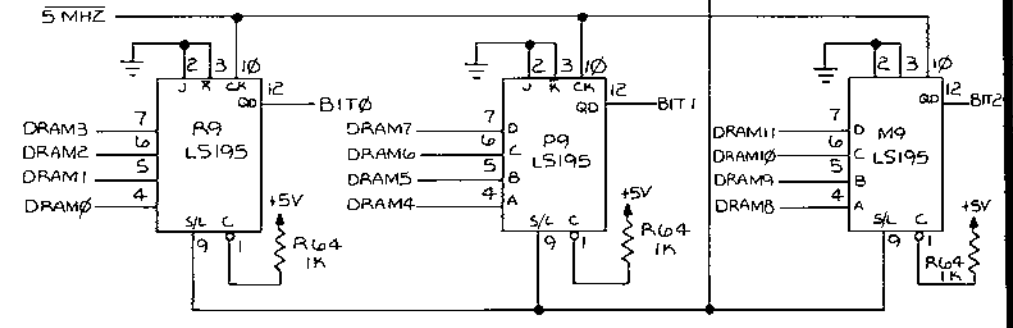 5 MHZ
2 3 1Ø
J K CK
12
QD
BITØ
DRAM3 7
DRAM2 6
DRAM1 5
DRAMØ 4
R9
LS195
S/L C
9 1
+5V
R64
1K
2 3 1Ø
J K CK
12
QD
BIT1
DRAM7 7 D
DRAM6 6 C
DRAM5 5 B
DRAM4 4 A
P9
LS195
S/L C
9 1
+5V
R64
1K
2 3 1Ø
12
QD
BIT2
DRAM11 7 D
DRAM1Ø 6 C
DRAM9 5 B
DRAM8 4 A
M9
LS195
S/L C
9 1
+5V
R64
1K